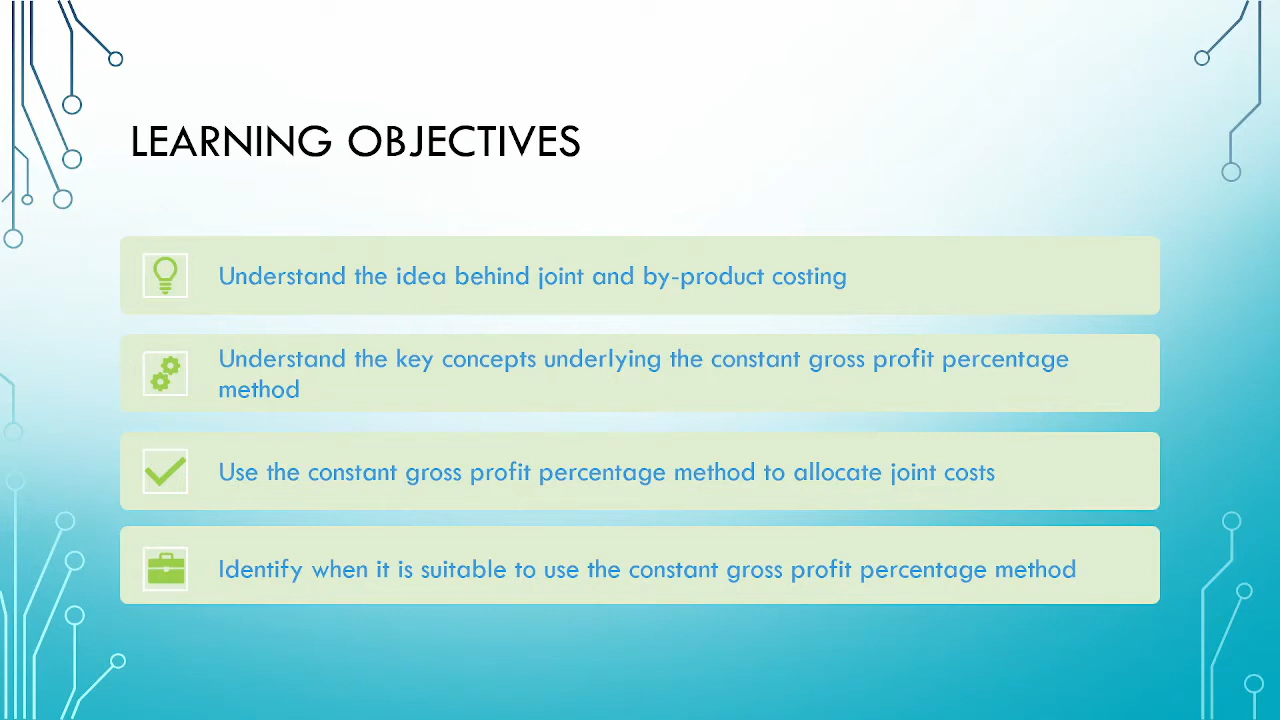 LEARNING OBJECTIVES
Understand the idea behind joint and by-product costing
Understand the key concepts underlying the constant gross profit percentage
method
Use the constant gross profit percentage method to allocate joint costs
Identify when it is suitable to use the constant gross profit percentage method